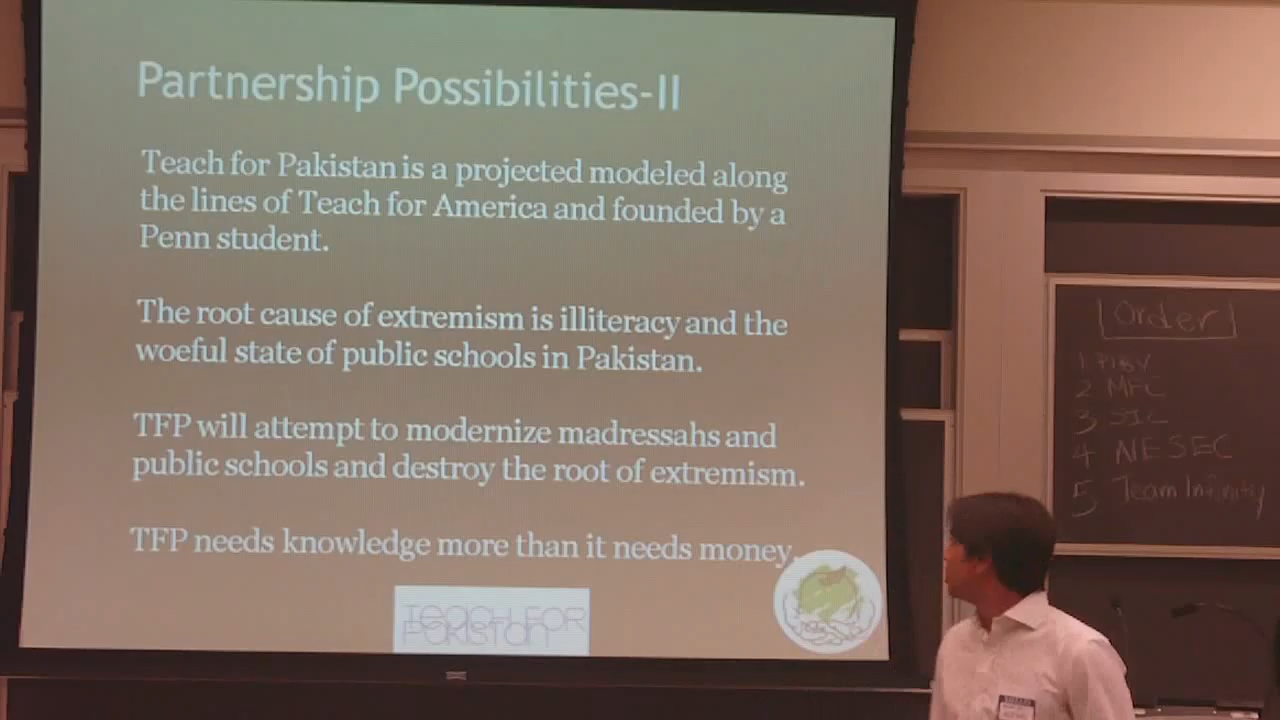 Partnership Possibilities-II
Teach for Pakistan is a projected modeled along
the lines of Teach for America and founded by a
Penn student.
The root cause of extremism is illiteracy and the
woeful state of public schools in Pakistan.
TFP will attempt to modernize madressahs and
public schools and destroy the root of extremism.
TFP needs knowledge more than it needs money.
TEACH FOR
PAKISTAN
Order
1
2 MFC
3 SIC
4 NESEC
5 Team Infinity